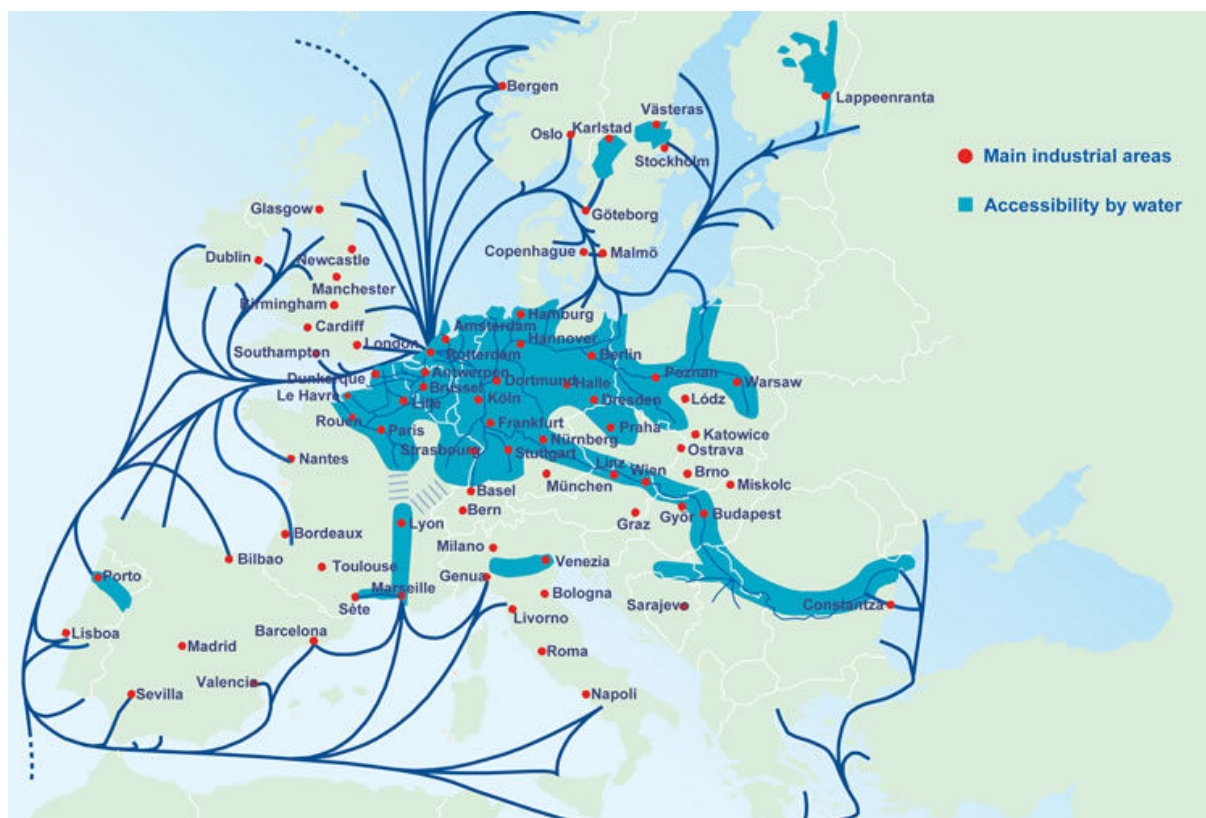 Bergen
Lappeenranta
Västeras
Oslo
Karlstad
Stockholm
Main industrial areas
Accessibility by water
Glasgow
Göteborg
Newcastle
Dublin
Copenhague
Malmö
Manchester
Birmingham
Cardiff
Hamburg
Amsterdam
Hannover
London
Southampton
Rotterdam
Berlin
Dunkerque
Antwerpen
Dortmund
Halle
Poznan
Warsaw
Brussel
Le Havre
Lille
Köln
Dresden
Lódz
Rouen
Paris
Frankfurt
Praha
Katowice
Strasbourg
Nürnberg
Stuttgart
Ostrava
Nantes
Linz
Wien
Brno
München
Miskolc
Basel
Bern
Lyon
Graz
Györ
Budapest
Bordeaux
Milano
Bilbao
Toulouse
Venezia
Porto
Marseille
Genua
Bologna
Sète
Sarajevo
Constantza
Livorno
Lisboa
Barcelona
Madrid
Roma
Valencia
Sevilla
Napoli